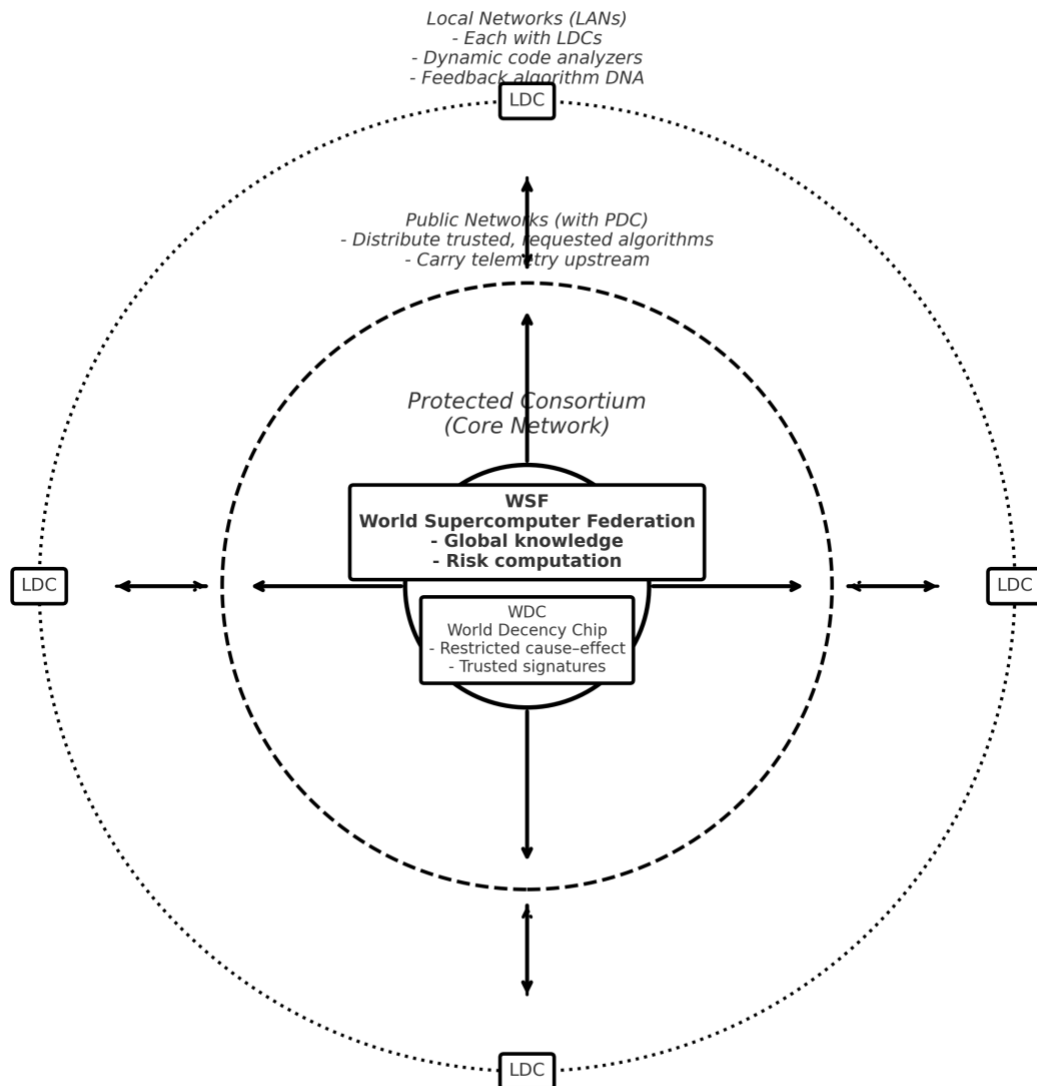 Local Networks (LANs)
- Each with LDCs
- Dynamic code analyzers
- Feedback algorithm DNA
LDC
Public Networks (with PDC)
- Distribute trusted, requested algorithms
- Carry telemetry upstream
Protected Consortium
(Core Network)
WSF
World Supercomputer Federation
- Global knowledge
- Risk computation
LDC
LDC
WDC
World Decency Chip
- Restricted cause–effect
- Trusted signatures
LDC